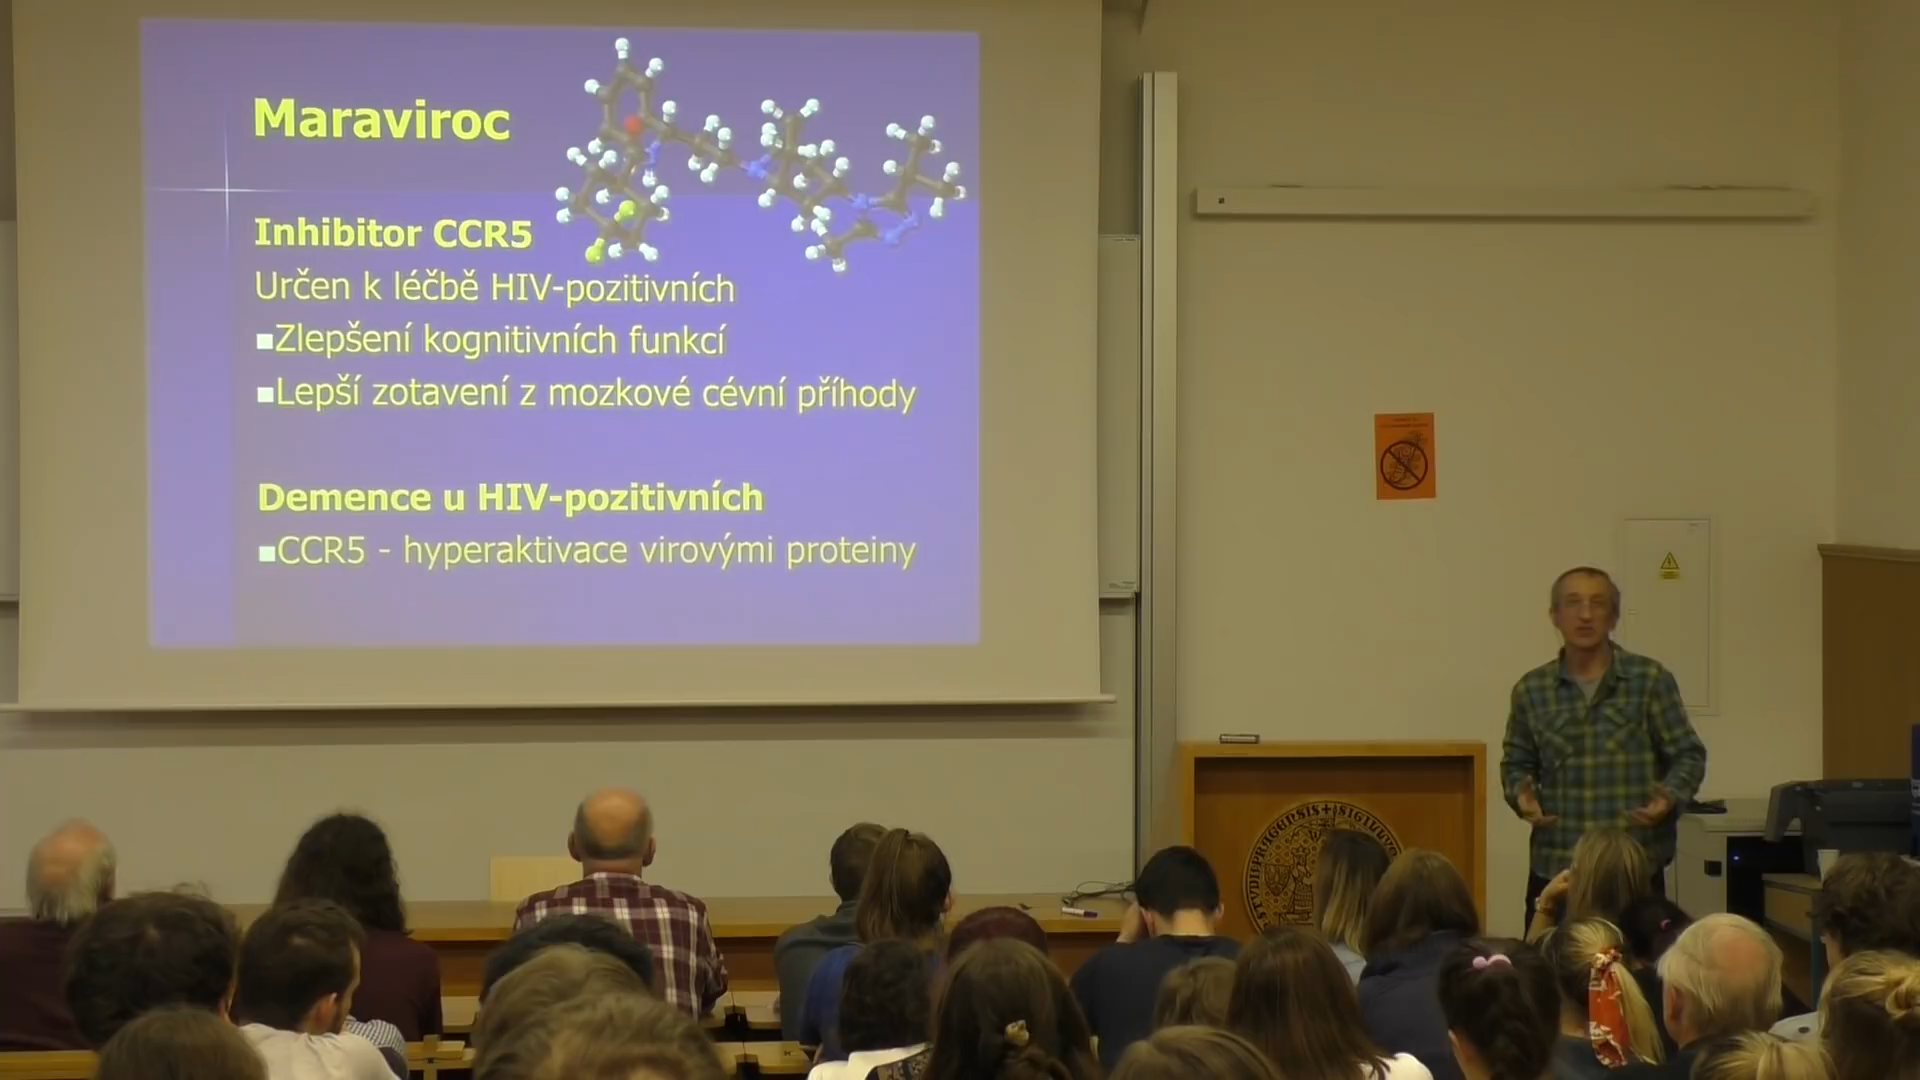 Maraviroc
Inhibitor CCR5
Určen k léčbě HIV-pozitivních
▪Zlepšení kognitivních funkcí
▪Lepší zotavení z mozkové cévní příhody
Demence u HIV-pozitivních
▪CCR5 - hyperaktivace virovými proteiny